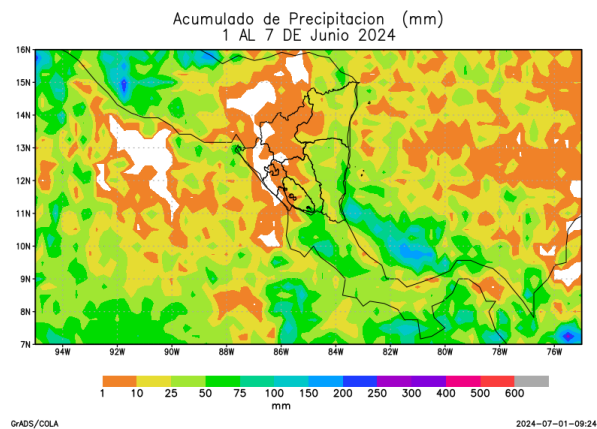 Acumulado de Precipitacion (mm)
1 AL 7 DE Junio 2024
16N
15N
14N
13N
12N
11N
10N
9N
8N
7N
94W 92W 90W 88W 86W 84W 82W 80W 78W 76W
1 10 25 50 75 100 150 200 250 300 400 500 600
mm
GrADS/COLA 2024-07-01-09:24